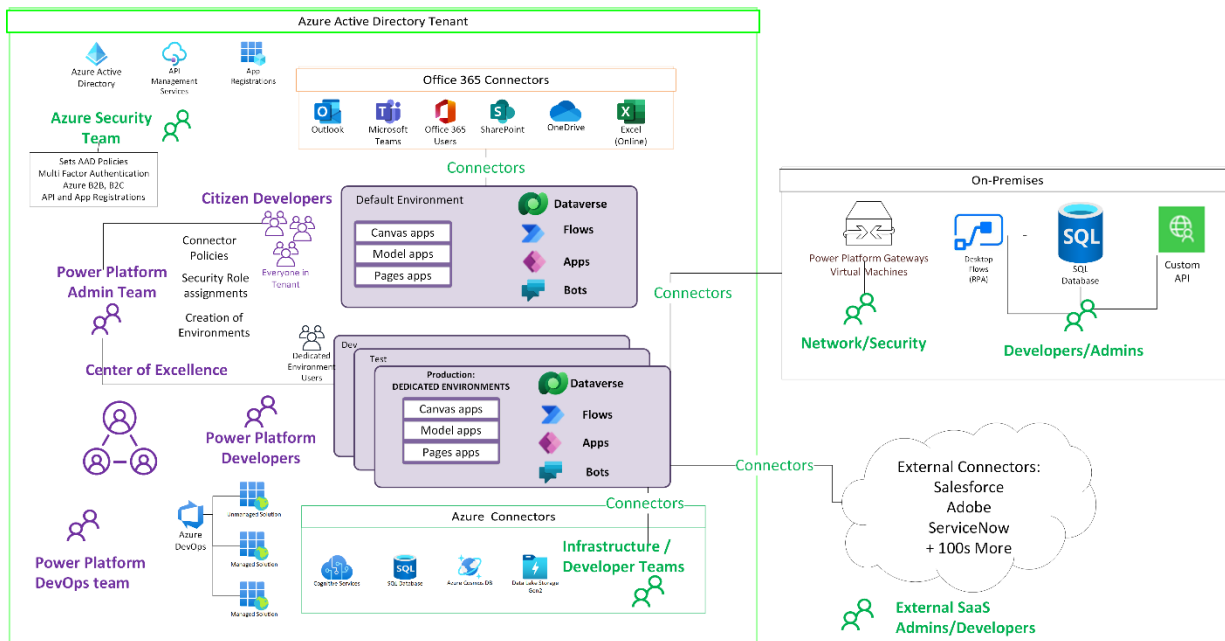 Azure Active Directory Tenant
Azure Active
Directory
API
Management
Services
App
Registrations
Azure Security
Team
Sets AAD Policies
Multi Factor Authentication
Azure B2B, B2C
API and App Registrations
Office 365 Connectors
Outlook
Microsoft
Teams
Office 365
Users
SharePoint
OneDrive
Excel
(Online)
Connectors
Citizen Developers
Everyone in
Tenant
Connector
Policies
Security Role
assignments
Creation of
Environments
Power Platform
Admin Team
Default Environment
Canvas apps
Model apps
Pages apps
Dataverse
Flows
Apps
Bots
Connectors
On-Premises
Power Platform Gateways
Virtual Machines
Desktop
Flows
(RPA)
SQL
SQL
Database
Custom
API
Network/Security
Developers/Admins
Center of Excellence
Dedicated
Environment
Users
Dev
Test
Production:
DEDICATED ENVIRONMENTS
Canvas apps
Model apps
Pages apps
Dataverse
Flows
Apps
Bots
Power Platform
Developers
Connectors
Connectors
External Connectors:
Salesforce
Adobe
ServiceNow
+ 100s More
External SaaS
Admins/Developers
Azure
DevOps
Unmanaged Solution
Managed Solution
Managed Solution
Power Platform
DevOps team
Azure Connectors
Cognitive Services
SQL
SQL Database
Azure Cosmos DB
Data Lake Storage
Gen2
Infrastructure /
Developer Teams